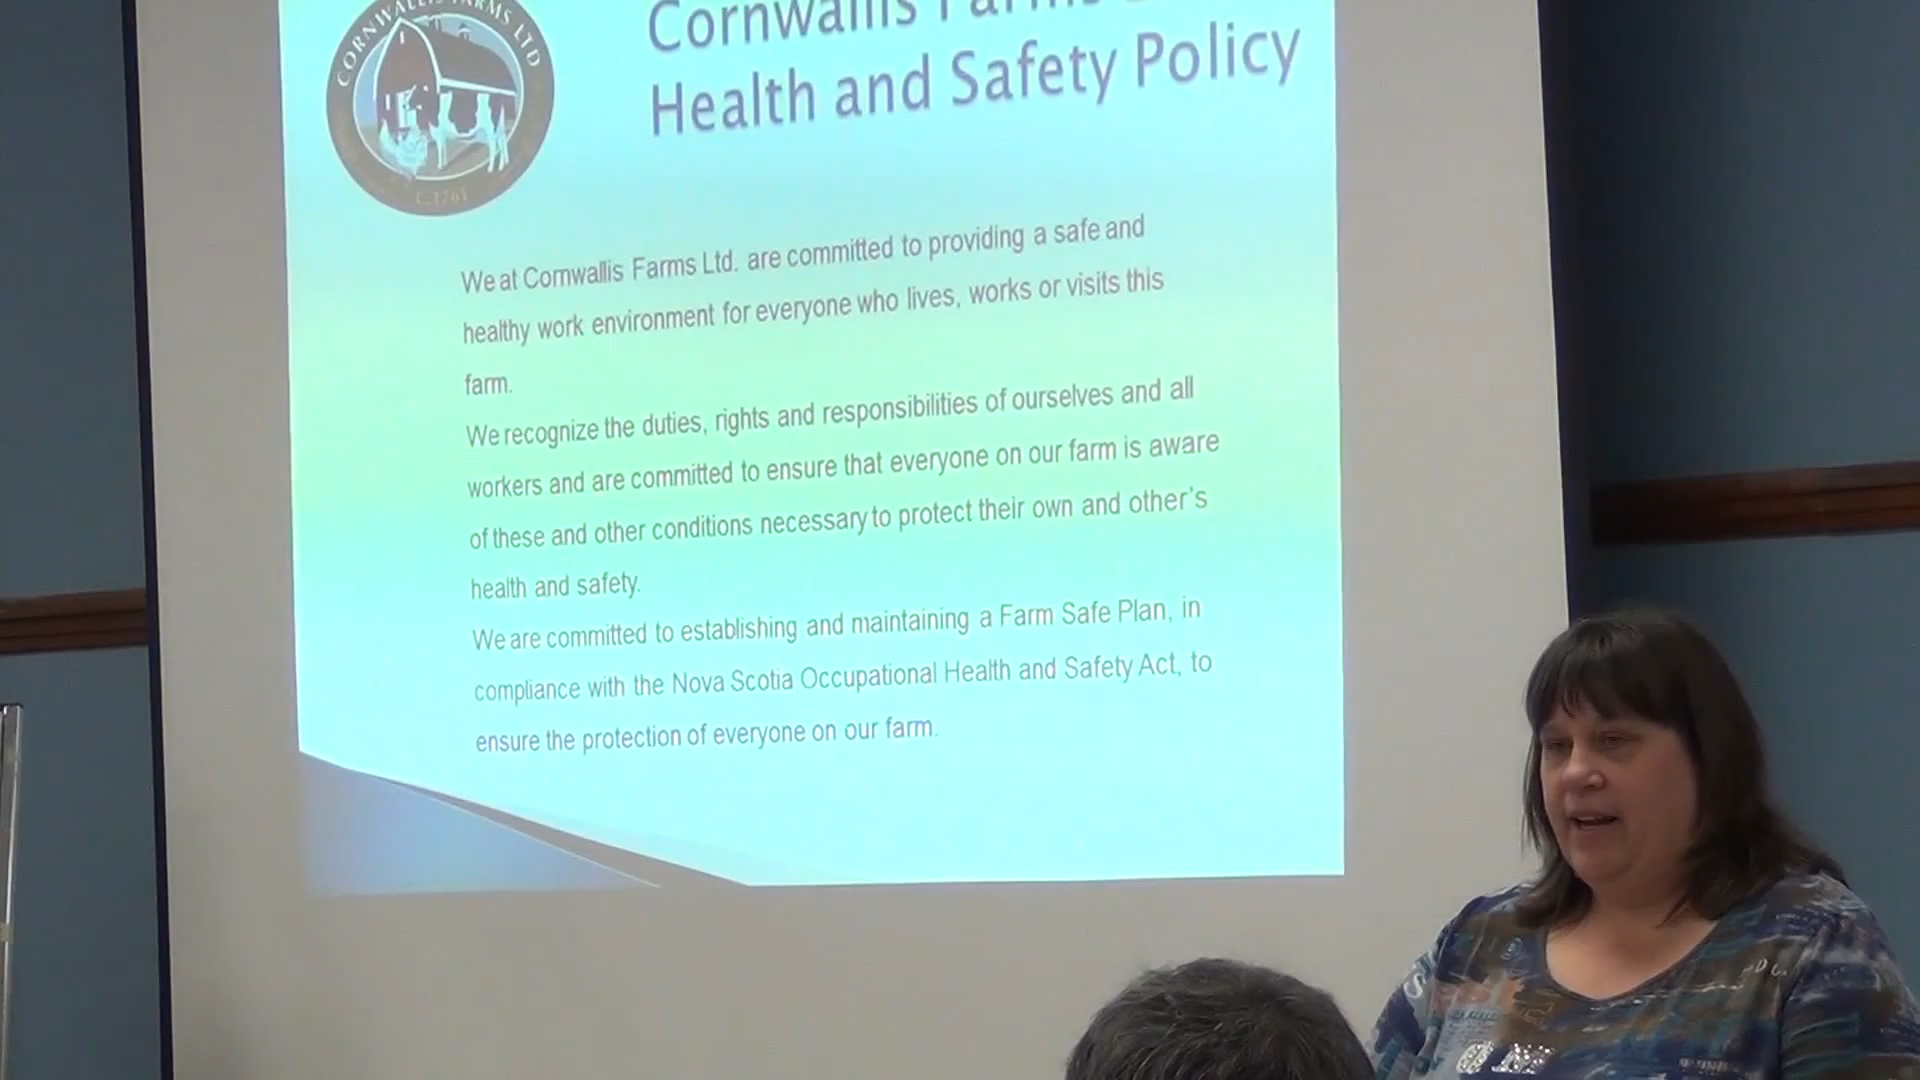 CORNWALLIS FARMS LTD
C.1761
Cornwallis Farms
Health and Safety Policy
We at Cornwallis Farms Ltd. are committed to providing a safe and
healthy work environment for everyone who lives, works or visits this
farm.
We recognize the duties, rights and responsibilities of ourselves and all
workers and are committed to ensure that everyone on our farm is aware
of these and other conditions necessary to protect their own and other's
health and safety.
We are committed to establishing and maintaining a Farm Safe Plan, in
compliance with the Nova Scotia Occupational Health and Safety Act, to
ensure the protection of everyone on our farm.